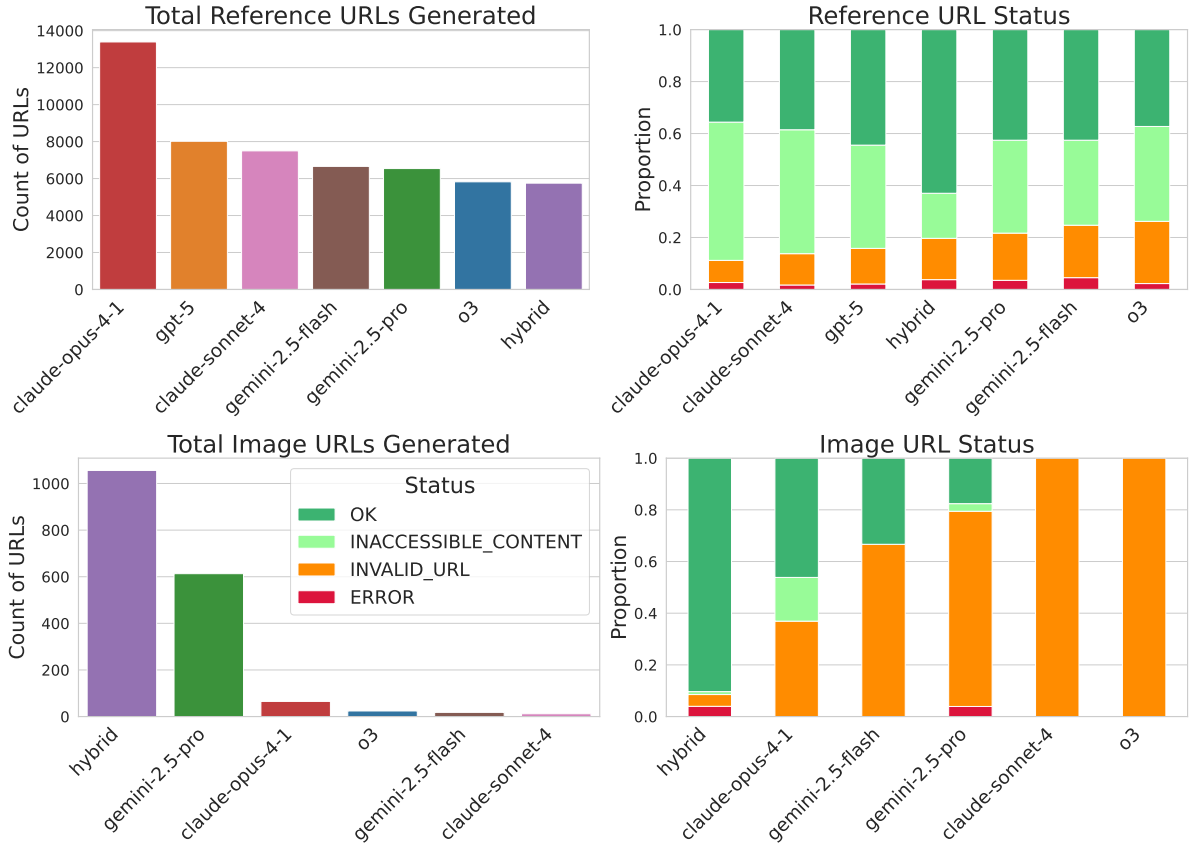 Total Reference URLs Generated
Count of URLs
14000
12000
10000
8000
6000
4000
2000
0
claude-opus-4-1
gpt-5
claude-sonnet-4
gemini-2.5-flash
gemini-2.5-pro
o3
hybrid
Reference URL Status
Proportion
1.0
0.8
0.6
0.4
0.2
0.0
claude-opus-4-1
claude-sonnet-4
gpt-5
hybrid
gemini-2.5-pro
gemini-2.5-flash
o3
Total Image URLs Generated
Count of URLs
1000
800
600
400
200
0
Status
OK
INACCESSIBLE_CONTENT
INVALID_URL
ERROR
hybrid
gemini-2.5-pro
claude-opus-4-1
o3
gemini-2.5-flash
claude-sonnet-4
Image URL Status
Proportion
1.0
0.8
0.6
0.4
0.2
0.0
hybrid
claude-opus-4-1
gemini-2.5-flash
gemini-2.5-pro
claude-sonnet-4
o3